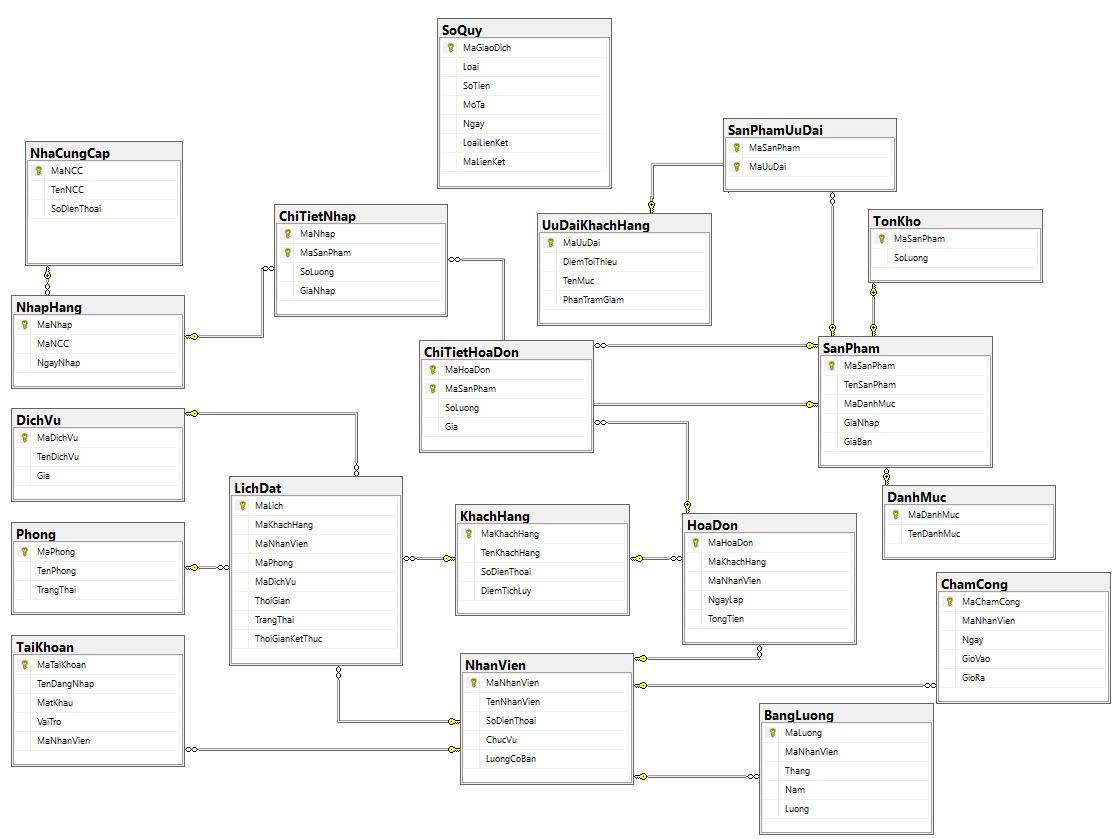 SoQuy
MaGiaoDich
Loai
SoTien
MoTa
Ngay
LoaiLienKet
MaLienKet
SanPhamUuDai
MaSanPham
MaUuDai
NhaCungCap
MaNCC
TenNCC
SoDienThoai
ChiTietNhap
MaNhap
MaSanPham
SoLuong
GiaNhap
UuDaiKhachHang
MaUuDai
DiemToiThieu
TenMuc
PhanTramGiam
TonKho
MaSanPham
SoLuong
NhapHang
MaNhap
MaNCC
NgayNhap
ChiTietHoaDon
MaHoaDon
MaSanPham
SoLuong
Gia
SanPham
MaSanPham
TenSanPham
MaDanhMuc
GiaNhap
GiaBan
DichVu
MaDichVu
TenDichVu
Gia
LichDat
MaLich
MaKhachHang
MaNhanVien
MaPhong
MaDichVu
ThoiGian
TrangThai
ThoiGianKetThuc
KhachHang
MaKhachHang
TenKhachHang
SoDienThoai
DiemTichLuy
HoaDon
MaHoaDon
MaKhachHang
MaNhanVien
NgayLap
TongTien
DanhMuc
MaDanhMuc
TenDanhMuc
Phong
MaPhong
TenPhong
TrangThai
ChamCong
MaChamCong
MaNhanVien
Ngay
GioVao
GioRa
TaiKhoan
MaTaiKhoan
TenDangNhap
MatKhau
VaiTro
MaNhanVien
NhanVien
MaNhanVien
TenNhanVien
SoDienThoai
ChucVu
LuongCoBan
BangLuong
MaLuong
MaNhanVien
Thang
Nam
Luong